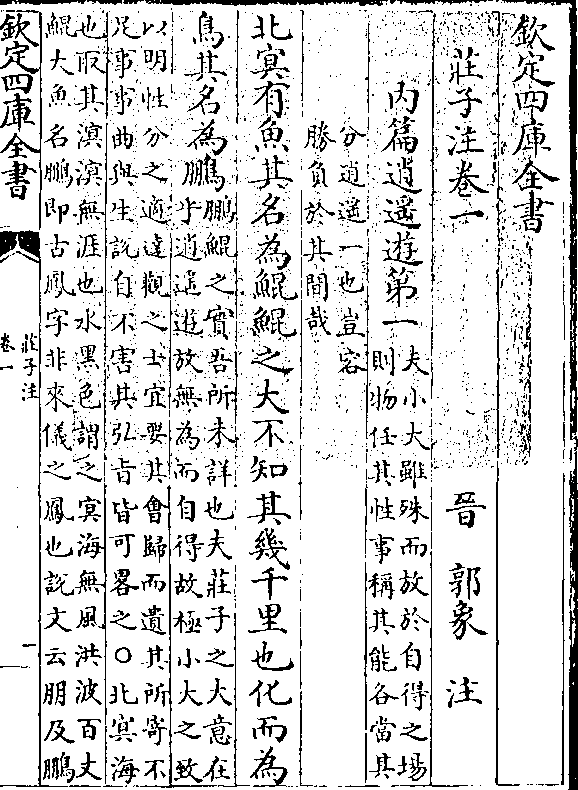 欽定四庫全書
莊子注卷一　晉　郭象　注
内篇逍遥遊第一
夫小大雖殊而放於自得之場
則物任其性事稱其能各當其
分逍遥一也豈容
勝負於其間哉
北冥有魚其名為鯤鯤之大不知其幾千里也化而為
鳥其名為鵬
鵬鯤之實吾所未詳也夫莊子之大意在
乎逍遥遊放無為而自得故極小大之致
以明性分之適達觀之士宜要其會歸而遺其所寄不
足事事曲與生說自不害其弘旨皆可畧之〇北冥海
也取其溟漠無涯也水黑色謂之冥海無風洪波百丈
鯤大魚名鵬即古鳳字非來儀之鳳也説文云朋及鵬
欽定四庫全書
莊子注
卷一
一